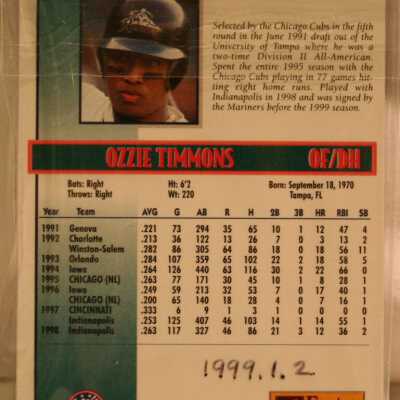 Selected by the Chicago Cubs in the fifth
round in the June 1991 draft out of the
University of Tampa where he was a
two-time Division II All-American.
Spent the entire 1995 season with the
Chicago Cubs playing in 77 games hit-
ting eight home runs. Played with
Indianapolis in 1998 and was signed by
the Mariners before the 1999 season.
OZZIE TIMMONS OF/DH
Bats: Right Ht: 6'2 Born: September 18, 1970
Throws: Right Wt: 220 Tampa, FL
Year Team AVG G AB R H 2B 3B HR RBI SB
1991 Geneva .221 73 294 35 65 10 1 12 47 4
1992 Charlotte .213 36 122 13 26 7 0 3 13 2
Winston-Salem .282 86 305 64 86 18 0 18 56 11
1993 Orlando .284 107 359 65 102 22 2 18 58 5
1994 Iowa .264 126 440 63 116 30 2 22 66 0
1995 CHICAGO (NL) .263 77 171 30 45 10 1 8 28 1
1996 Iowa .249 59 213 32 53 7 0 17 40 1
CHICAGO (NL) .200 65 140 18 28 4 0 7 16 1
1997 CINCINNATI .333 6 9 1 3 1 0 0 0 0
Indianapolis .253 125 407 46 103 14 1 14 55 1
1998 Indianapolis .263 117 327 46 86 21 3 12 36 2
1999.1.2